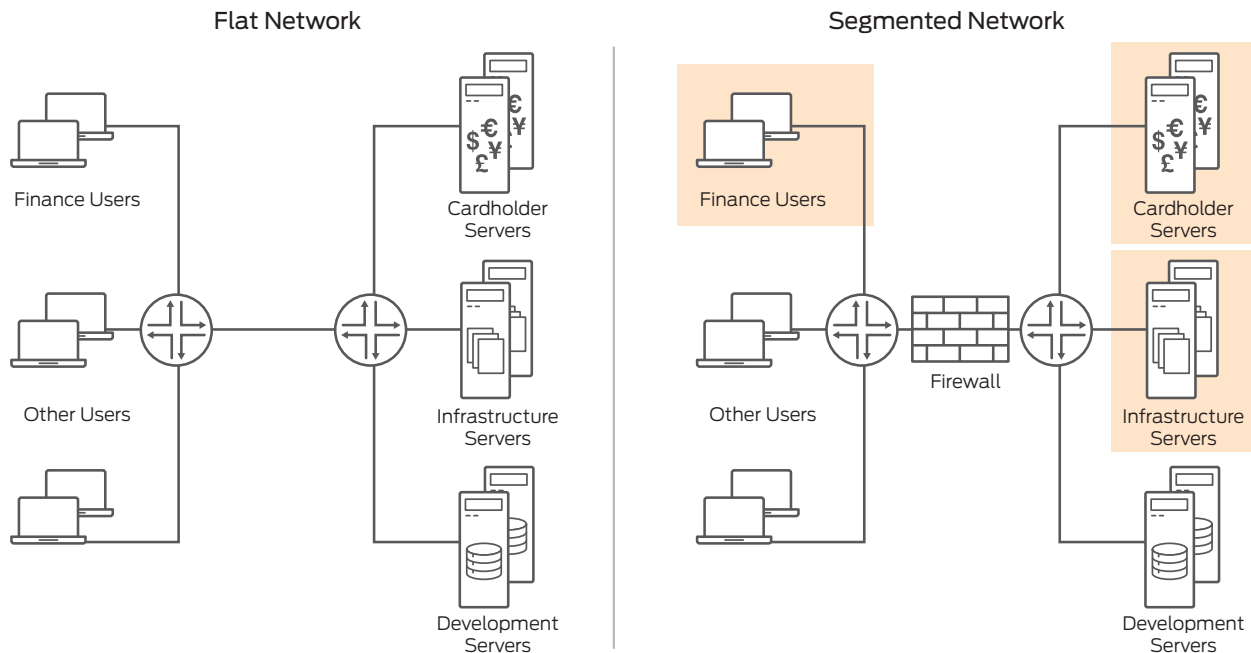 Flat Network
Finance Users
Other Users
$ € ¥ £
€ ¥
Cardholder
Servers
Infrastructure
Servers
Development
Servers
Segmented Network
Finance Users
Other Users
Firewall
$ € ¥ £
€ ¥
Cardholder
Servers
Infrastructure
Servers
Development
Servers